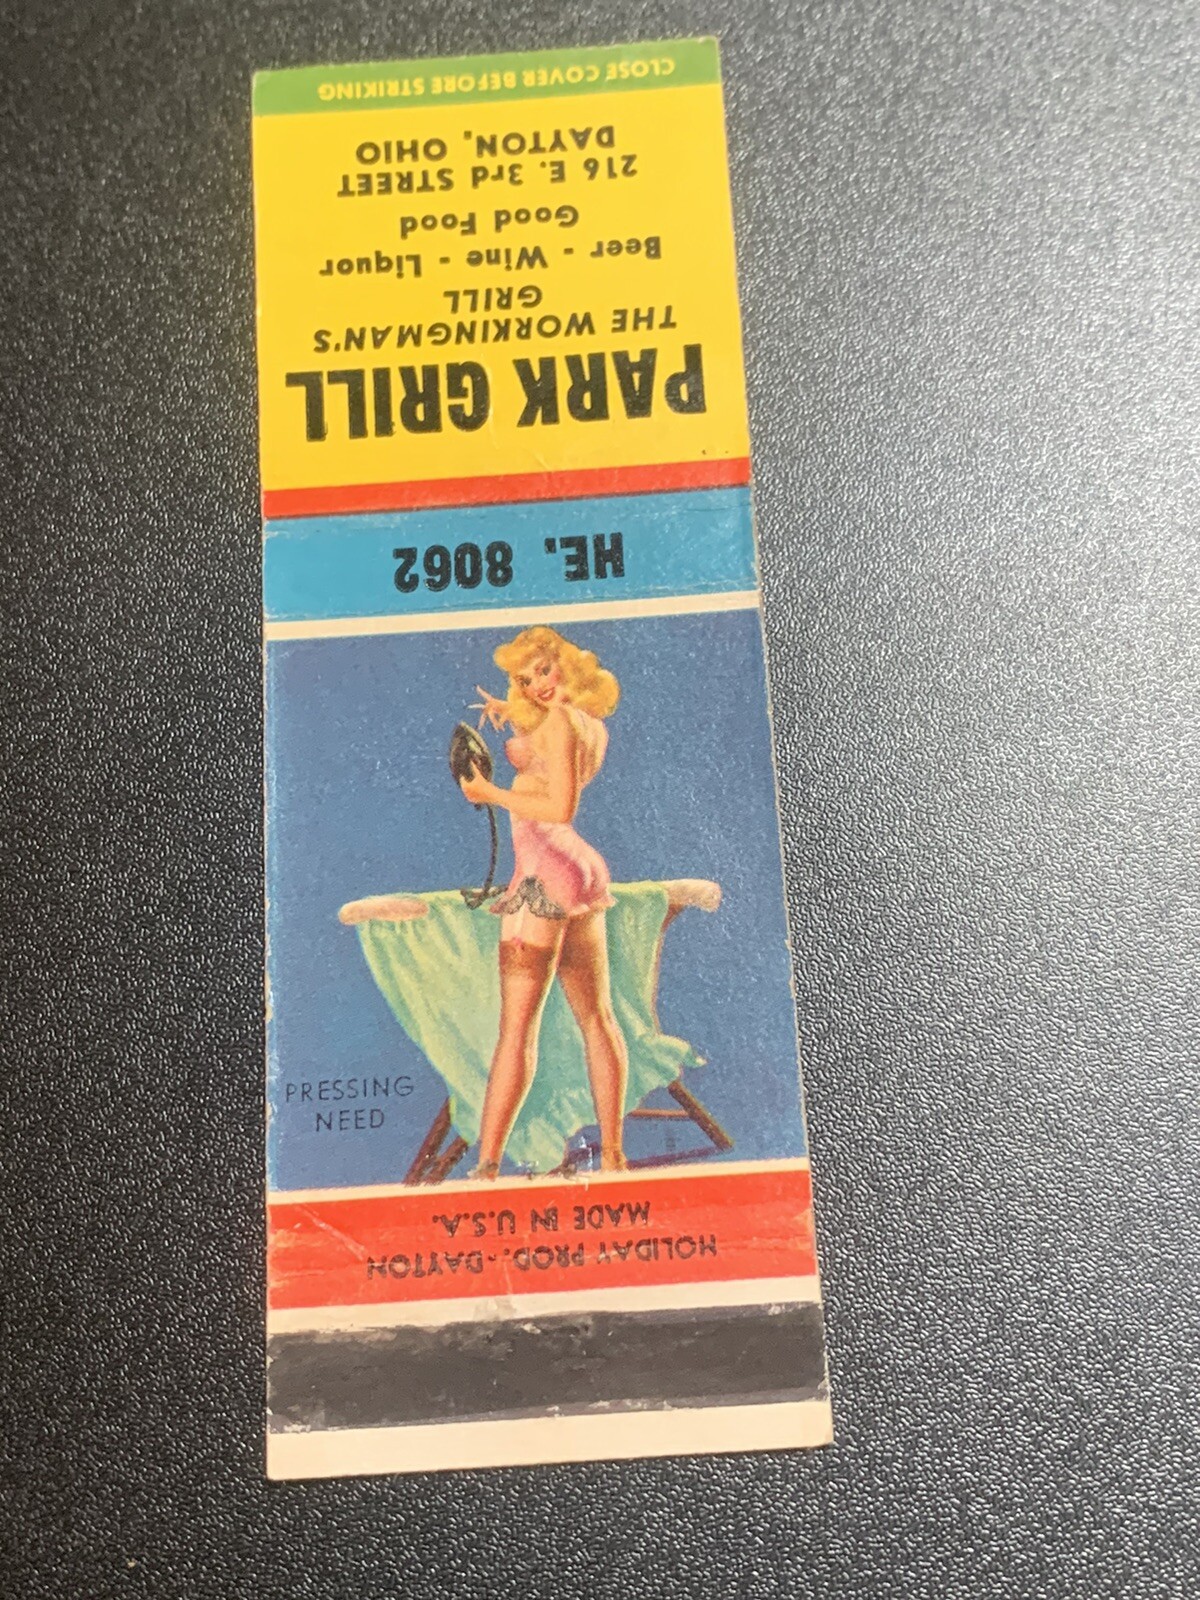 CLOSE COVER BEFORE STRIKING
PARK GRILL
THE WORKINGMAN'S
GRILL
Beer - Wine - Liquor
Good Food
216 E. 3rd STREET
DAYTON, OHIO
HE. 8062
PRESSING
NEED
HOLIDAY PROD.-DAYTON
MADE IN U.S.A.